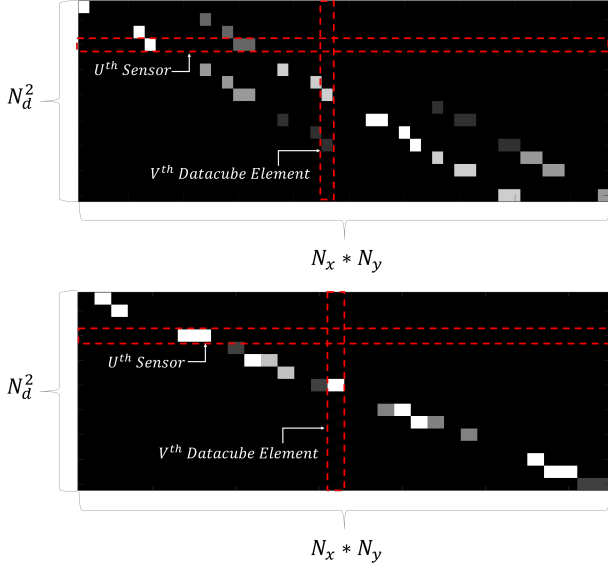 U^th Sensor
N_d^2
V^th Datacube Element
N_x * N_y
U^th Sensor
N_d^2
V^th Datacube Element
N_x * N_y